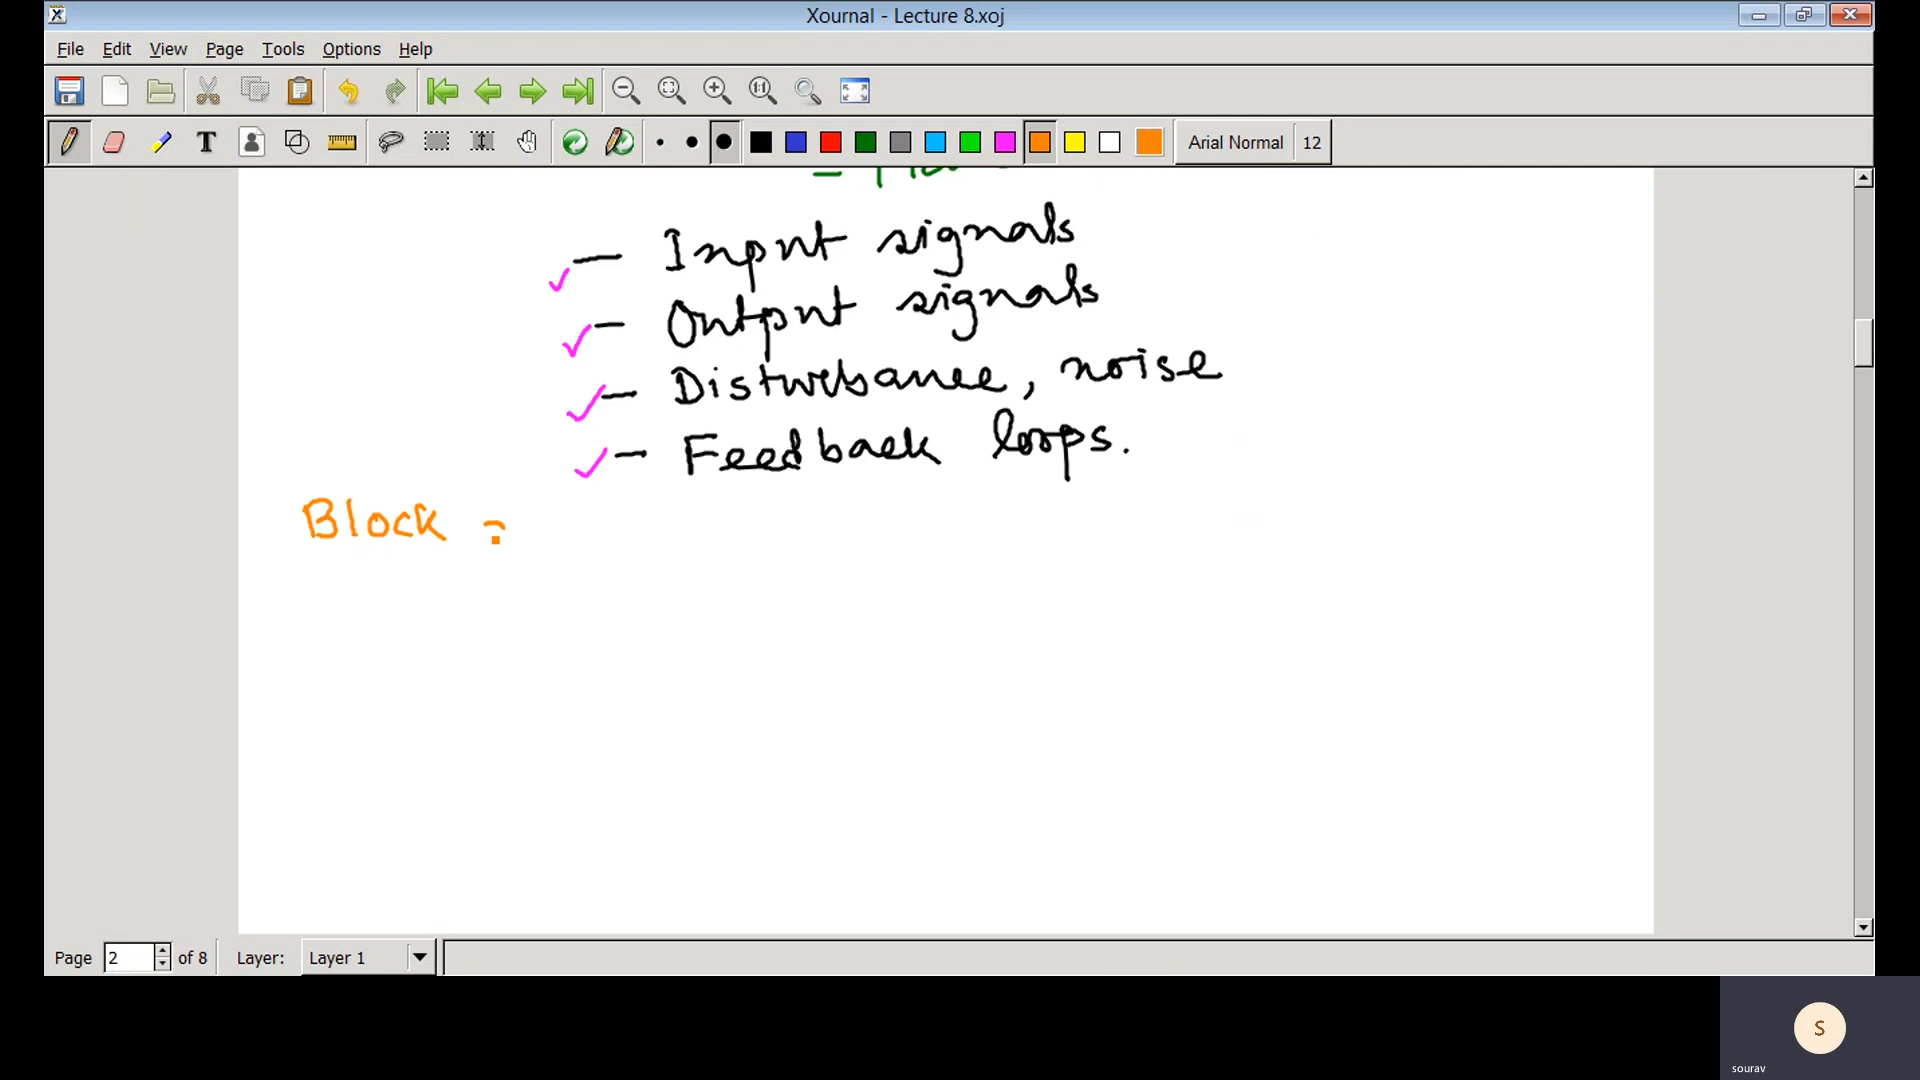 Xournal - Lecture 8.xoj
File Edit View Page Tools Options Help
Arial Normal 12
— Input signals
— Output signals
— Disturbance, noise
— Feedback loops.
Block
Page 2 of 8 Layer: Layer 1
S
sourav